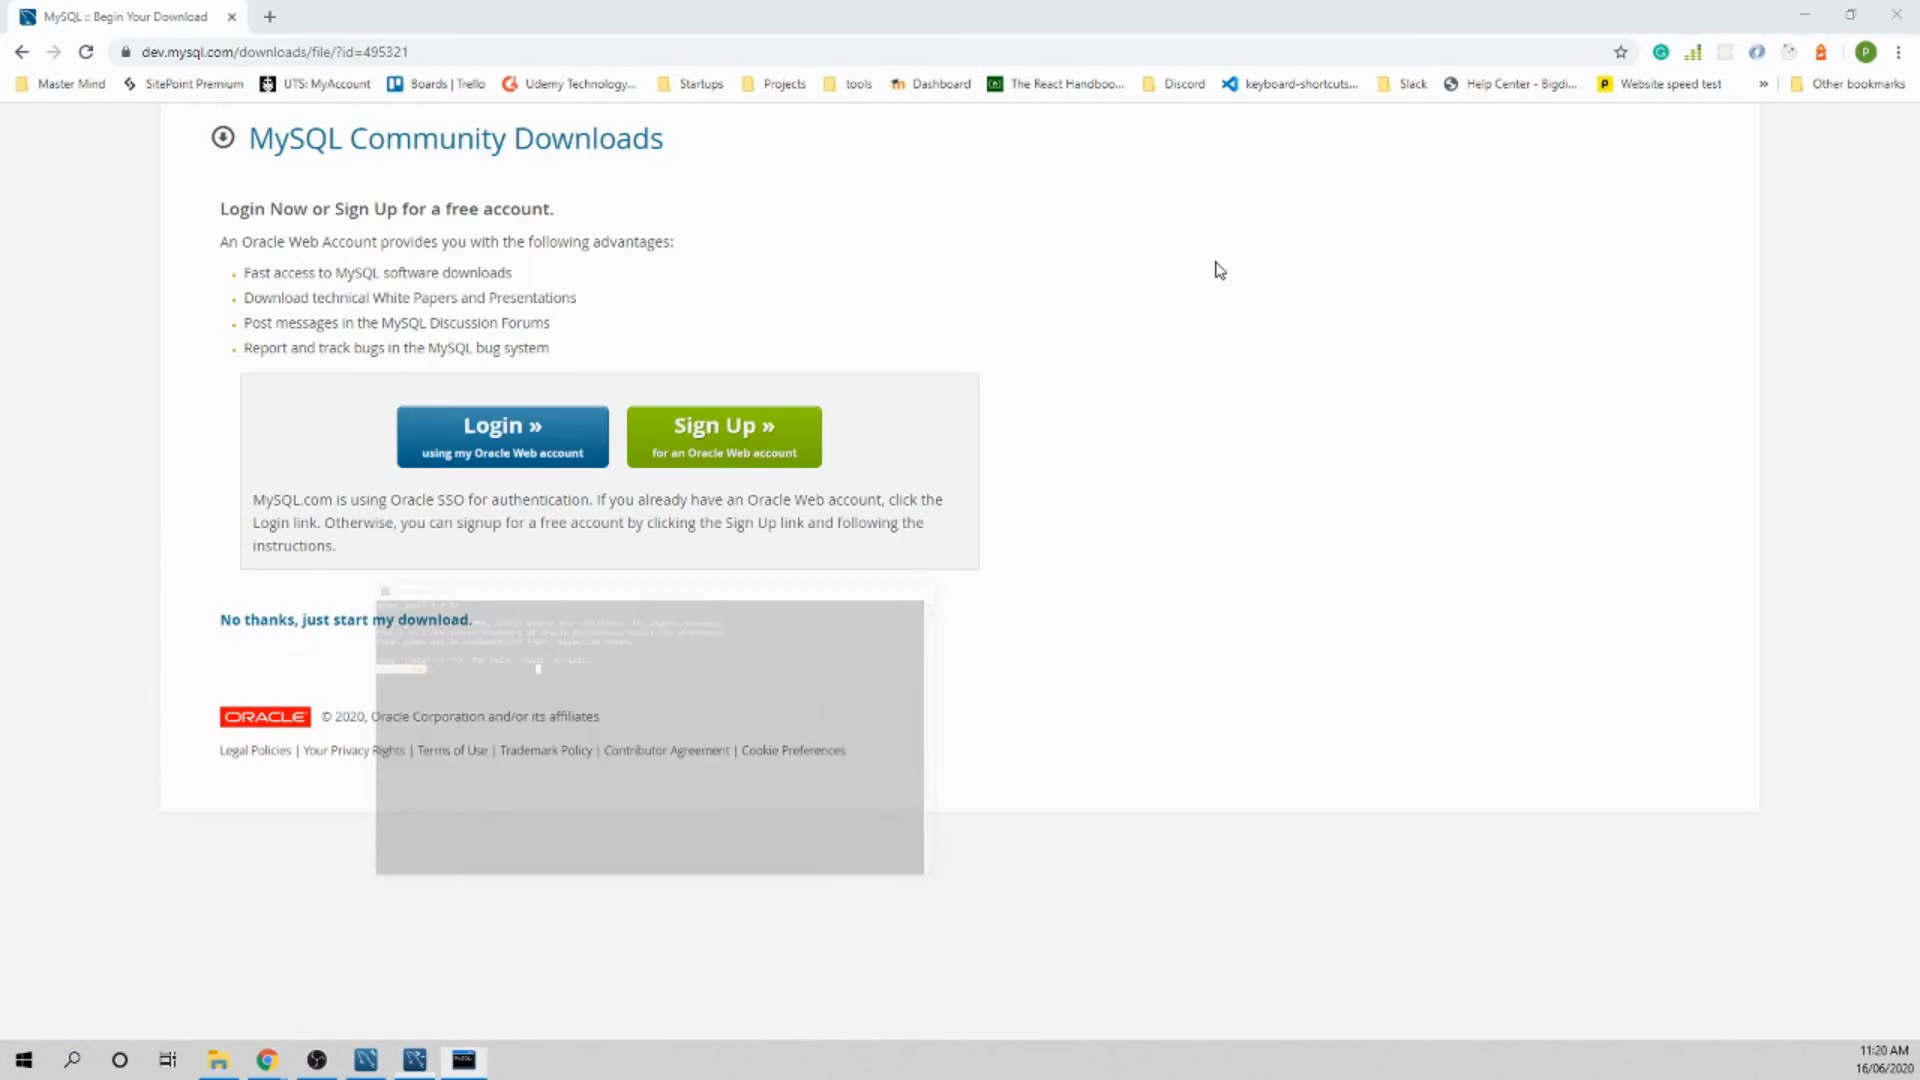 MySQL :: Begin Your Download
dev.mysql.com/downloads/file/?id=495321
P
Master Mind
SitePoint Premium
UTS: MyAccount
Boards | Trello
Udemy Technology...
Startups
Projects
tools
Dashboard
The React Handboo...
Discord
keyboard-shortcuts...
Slack
Help Center - Bigdi...
Website speed test
Other bookmarks
MySQL Community Downloads
Login Now or Sign Up for a free account.
An Oracle Web Account provides you with the following advantages:
Fast access to MySQL software downloads
Download technical White Papers and Presentations
Post messages in the MySQL Discussion Forums
Report and track bugs in the MySQL bug system
Login »
using my Oracle Web account
Sign Up »
for an Oracle Web account
MySQL.com is using Oracle SSO for authentication. If you already have an Oracle Web account, click the
Login link. Otherwise, you can signup for a free account by clicking the Sign Up link and following the
instructions.
No thanks, just start my download.
ORACLE
© 2020, Oracle Corporation and/or its affiliates
Legal Policies | Your Privacy Rights | Terms of Use | Trademark Policy | Contributor Agreement | Cookie Preferences
11:20 AM
16/06/2020